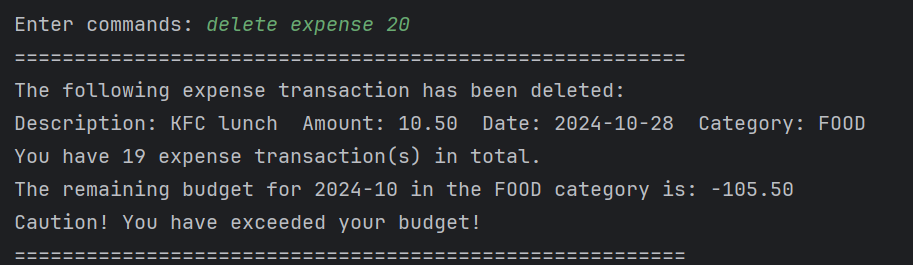 Enter commands: delete expense 20
========================================================
The following expense transaction has been deleted:
Description: KFC lunch  Amount: 10.50  Date: 2024-10-28  Category: FOOD
You have 19 expense transaction(s) in total.
The remaining budget for 2024-10 in the FOOD category is: -105.50
Caution! You have exceeded your budget!
========================================================